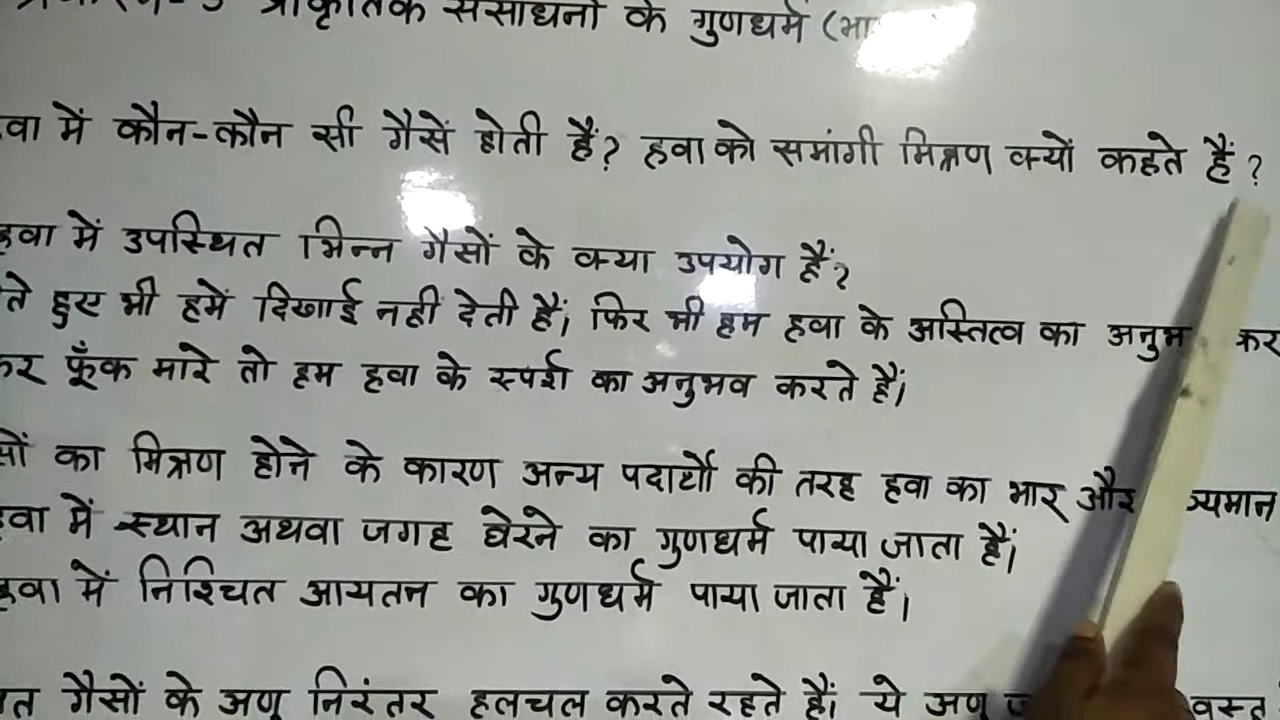 प्राकृतिक संसाधनों के गुणधर्म (भा
वा में कौन-कौन सी गैसें होती हैं? हवा को समांगी मिश्रण क्यों कहते हैं?
हवा में उपस्थित भिन्न गैसों के क्या उपयोग हैं?
ते हुए भी हमें दिखाई नहीं देती हैं, फिर भी हम हवा के अस्तित्व का अनुभ कर
कर फूँक मारे तो हम हवा के स्पर्श का अनुभव करते हैं।
सों का मिश्रण होने के कारण अन्य पदार्थों की तरह हवा का भार और व्यमान
हवा में स्थान अथवा जगह घेरने का गुणधर्म पाया जाता हैं।
हवा में निश्चित आयतन का गुणधर्म पाया जाता हैं।
त गैसों के अणु निरंतर हलचल करते रहते हैं। ये अणु वस्त